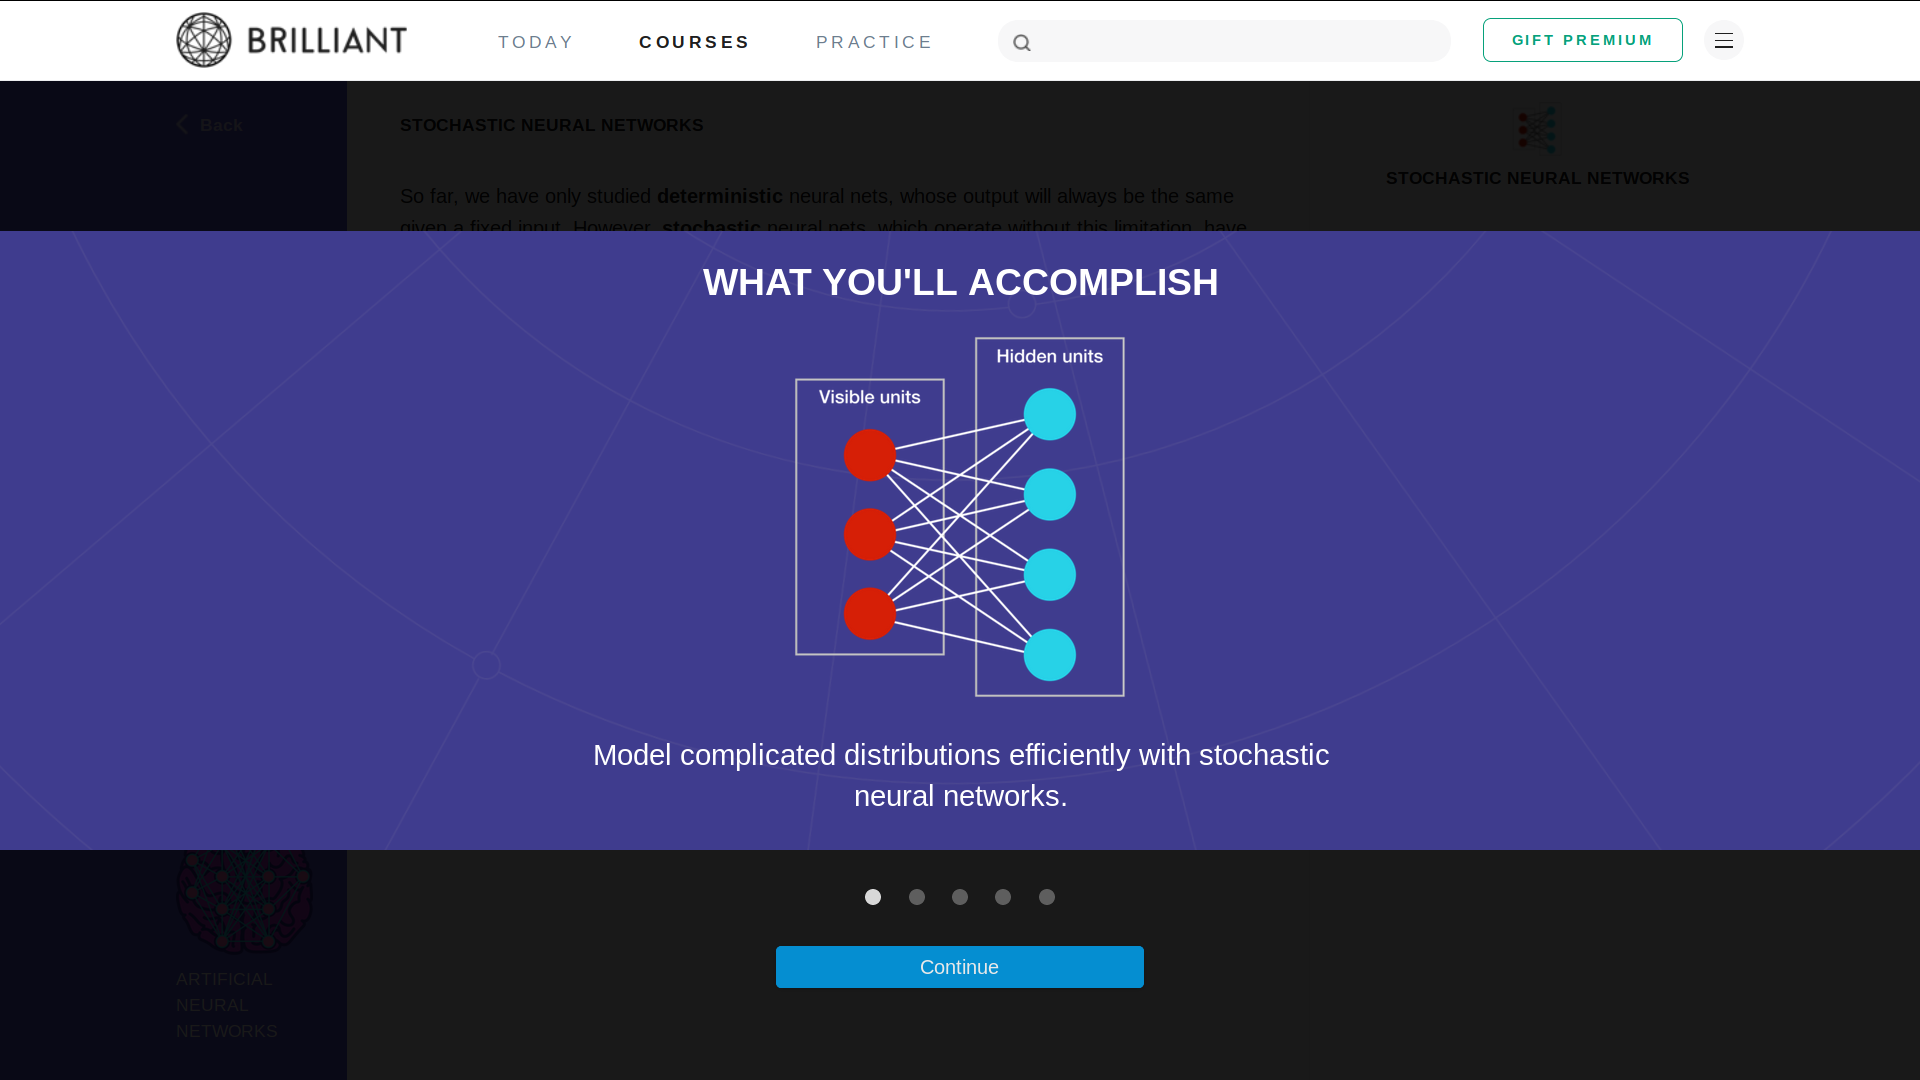 BRILLIANT
TODAY
COURSES
PRACTICE
GIFT PREMIUM
Back
STOCHASTIC NEURAL NETWORKS
STOCHASTIC NEURAL NETWORKS
So far, we have only studied deterministic neural nets, whose output will always be the same
given a fixed input. However, stochastic neural nets, which operate without this limitation, have
WHAT YOU'LL ACCOMPLISH
Hidden units
Visible units
Model complicated distributions efficiently with stochastic
neural networks.
Continue
ARTIFICIAL
NEURAL
NETWORKS